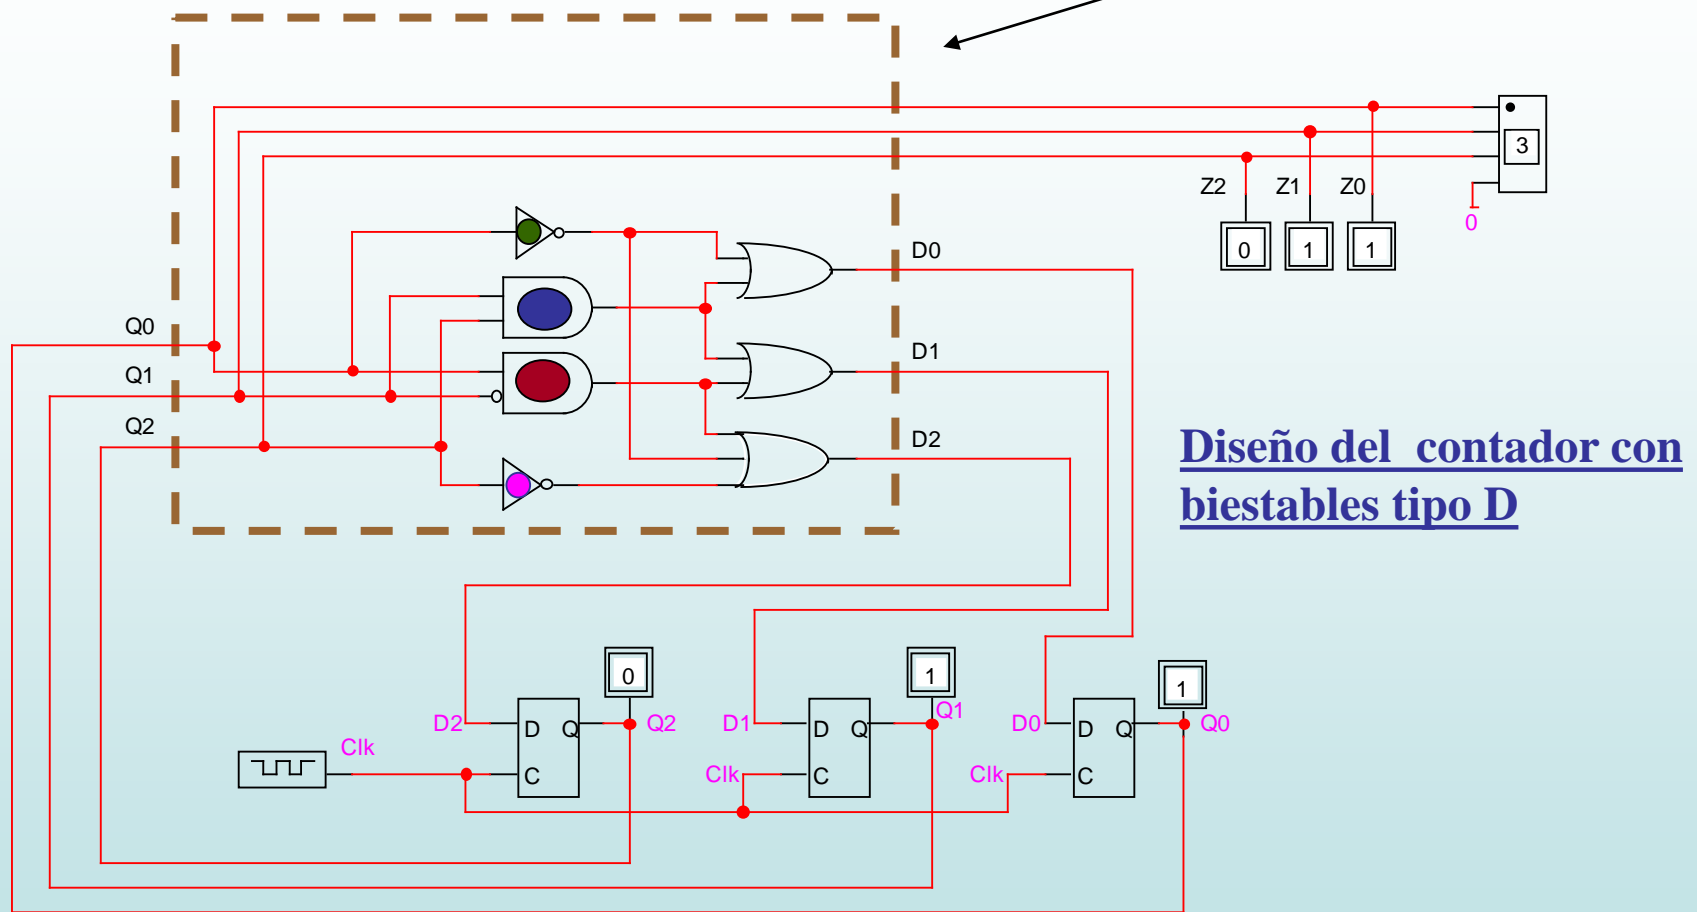 3
Z2 Z1 Z0
0
0 1 1
D0
Q0
D1
Q1
Q2
D2
Diseño del contador con
biestables tipo D
0 1 1
D2 D Q Q2 D1 D Q Q1 D0 D Q Q0
Clk C Clk C Clk C